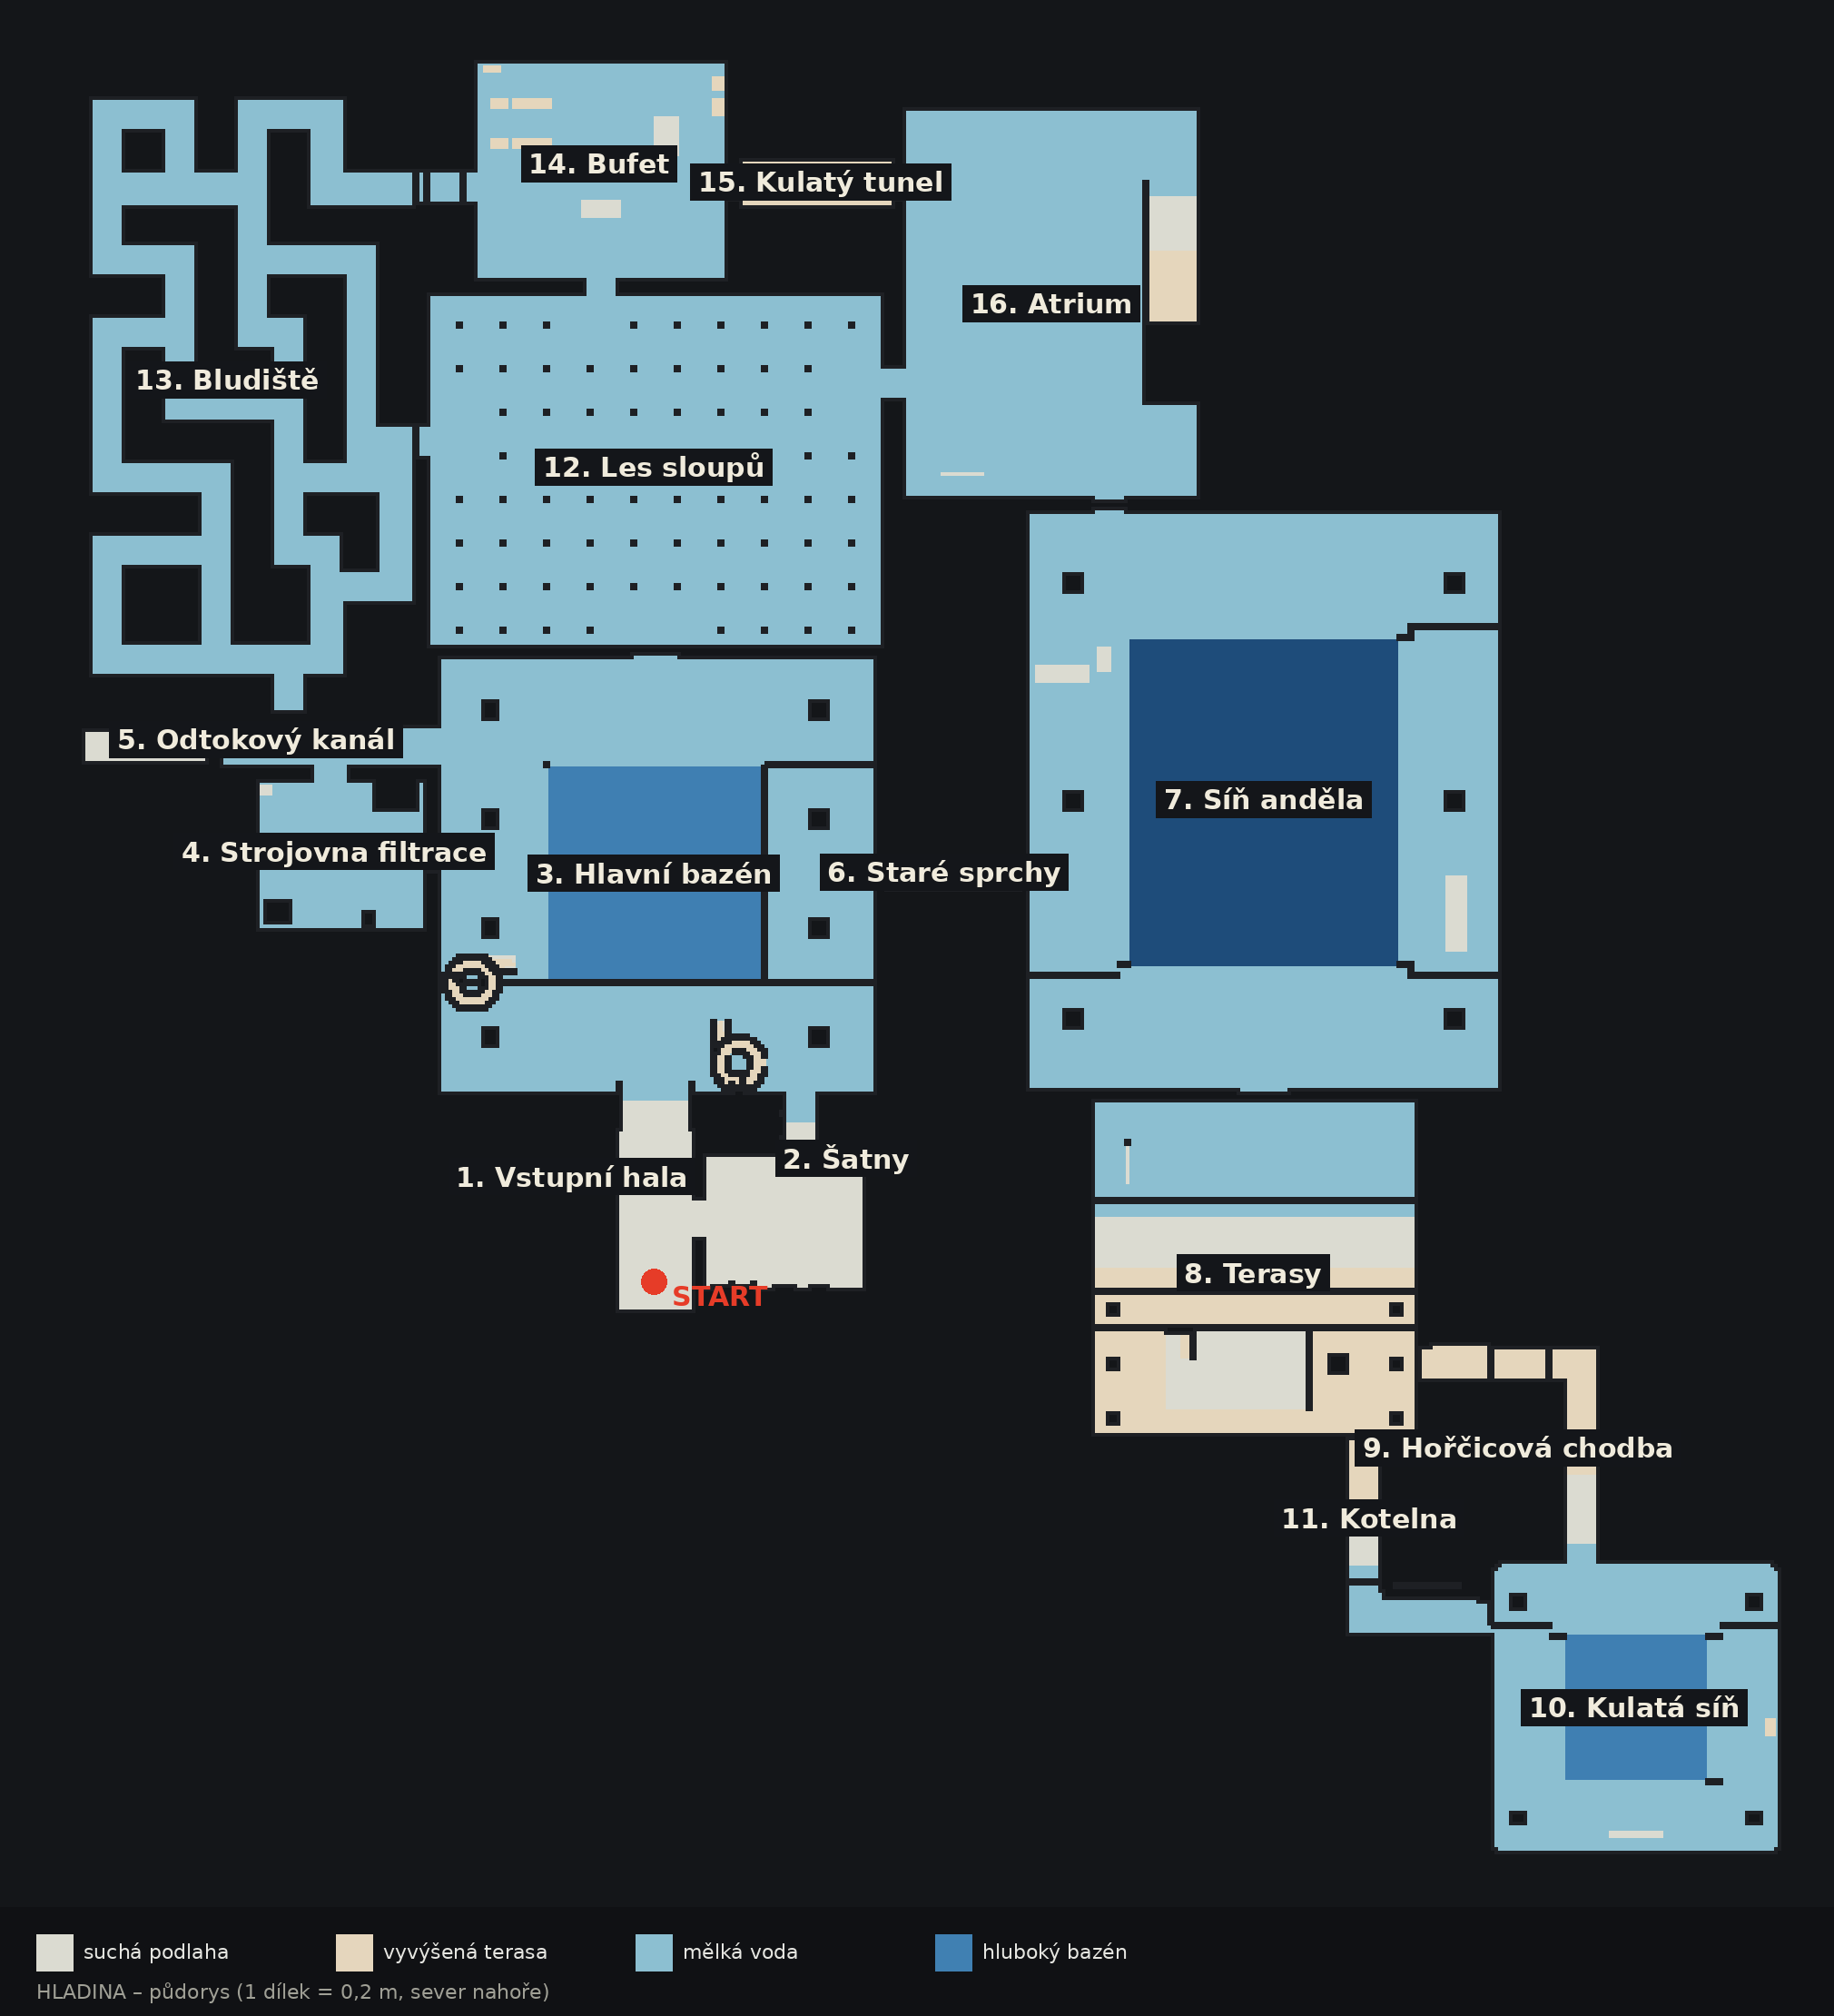 14. Bufet
15. Kulatý tunel
16. Atrium
13. Bludiště
12. Les sloupů
5. Odtokový kanál
7. Síň anděla
4. Strojovna filtrace
3. Hlavní bazén
6. Staré sprchy
2. Šatny
1. Vstupní hala
8. Terasy
START
9. Hořčicová chodba
11. Kotelna
10. Kulatá síň
suchá podlaha
vyvýšená terasa
mělká voda
hluboký bazén
HLADINA – půdorys (1 dílek = 0,2 m, sever nahoře)